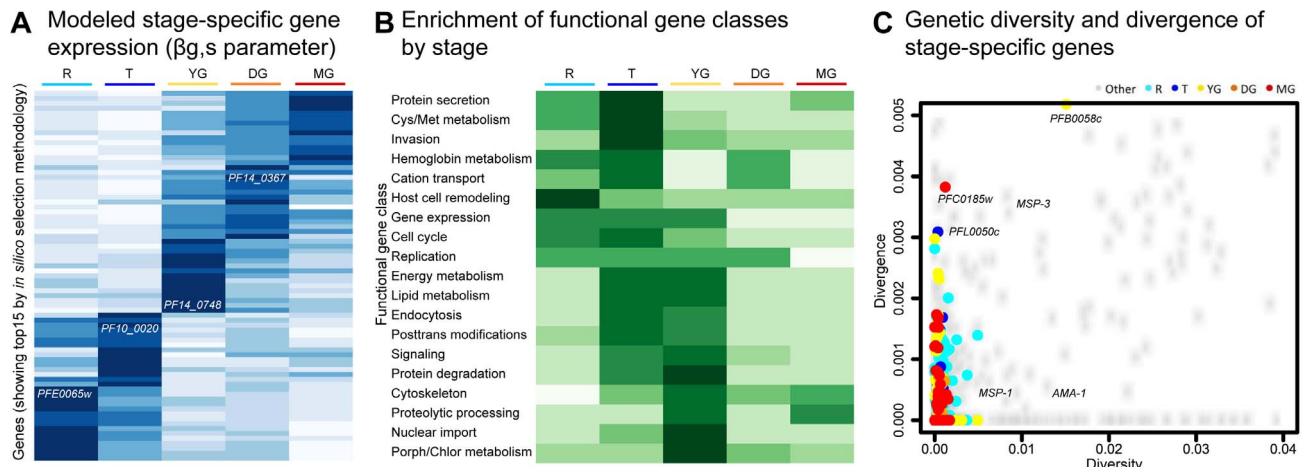 A Modeled stage-specific gene
expression (βg,s parameter)
R T YG DG MG
Genes (showing top15 by in silico selection methodology)
PF14_0367
PF14_0748
PF10_0020
PFE0065w
B Enrichment of functional gene classes
by stage
R T YG DG MG
Functional gene class
Protein secretion
Cys/Met metabolism
Invasion
Hemoglobin metabolism
Cation transport
Host cell remodeling
Gene expression
Cell cycle
Replication
Energy metabolism
Lipid metabolism
Endocytosis
Posttrans modifications
Signaling
Protein degradation
Cytoskeleton
Proteolytic processing
Nuclear import
Porph/Chlor metabolism
C Genetic diversity and divergence of
stage-specific genes
Other R T YG DG MG
Divergence
0.005
0.004
0.003
0.002
0.001
0.000
PFB0058c
PFC0185w
MSP-3
PFL0050c
MSP-1
AMA-1
0.00 0.01 0.02 0.03 0.04
Diversity